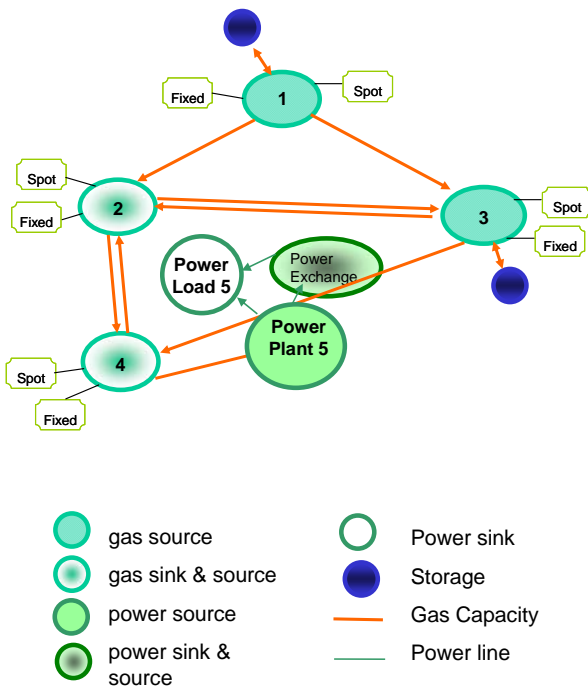 1
Spot
Fixed
Spot
2
Fixed
3
Spot
Fixed
Power
Load 5
Power
Exchange
Power
Plant 5
4
Spot
Fixed
gas source
gas sink & source
power source
power sink &
source
Power sink
Storage
Gas Capacity
Power line